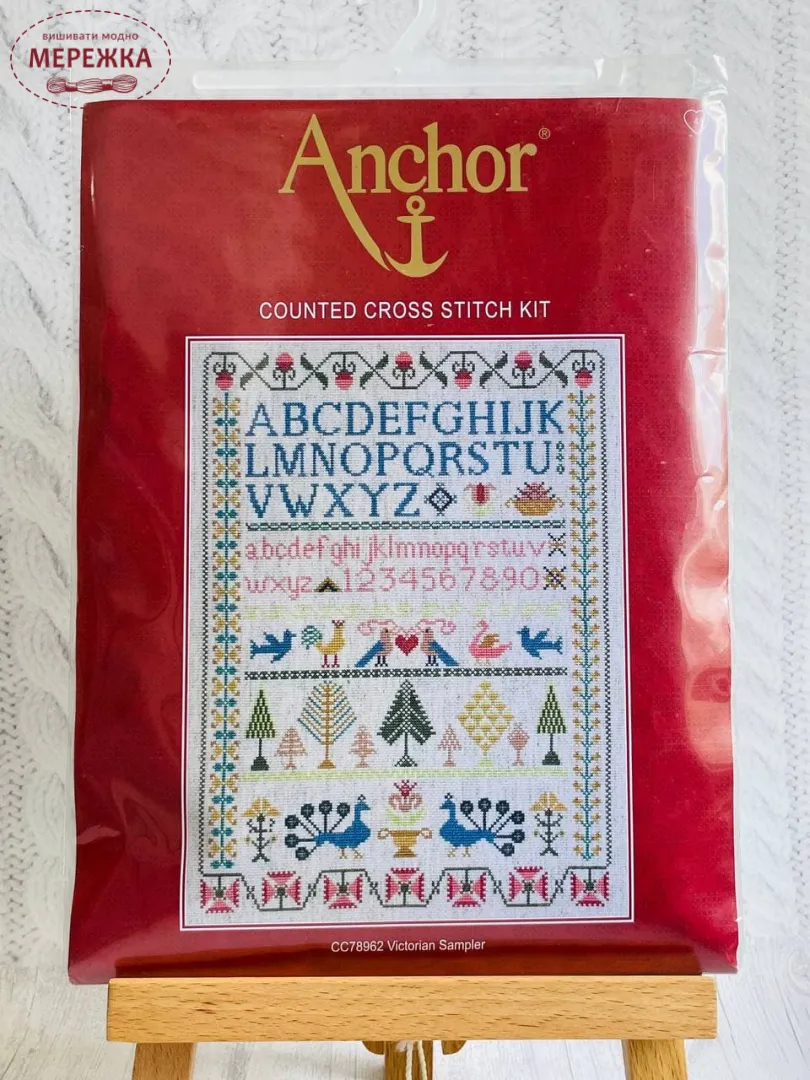 вишивати модно
МЕРЕЖКА
Anchor®
COUNTED CROSS STITCH KIT
ABCDEFGHIJK
LMNOPQRSTU
VWXYZ
abcdefghijklmnopqrstuv
wxyz 1234567890
CC78962 Victorian Sampler